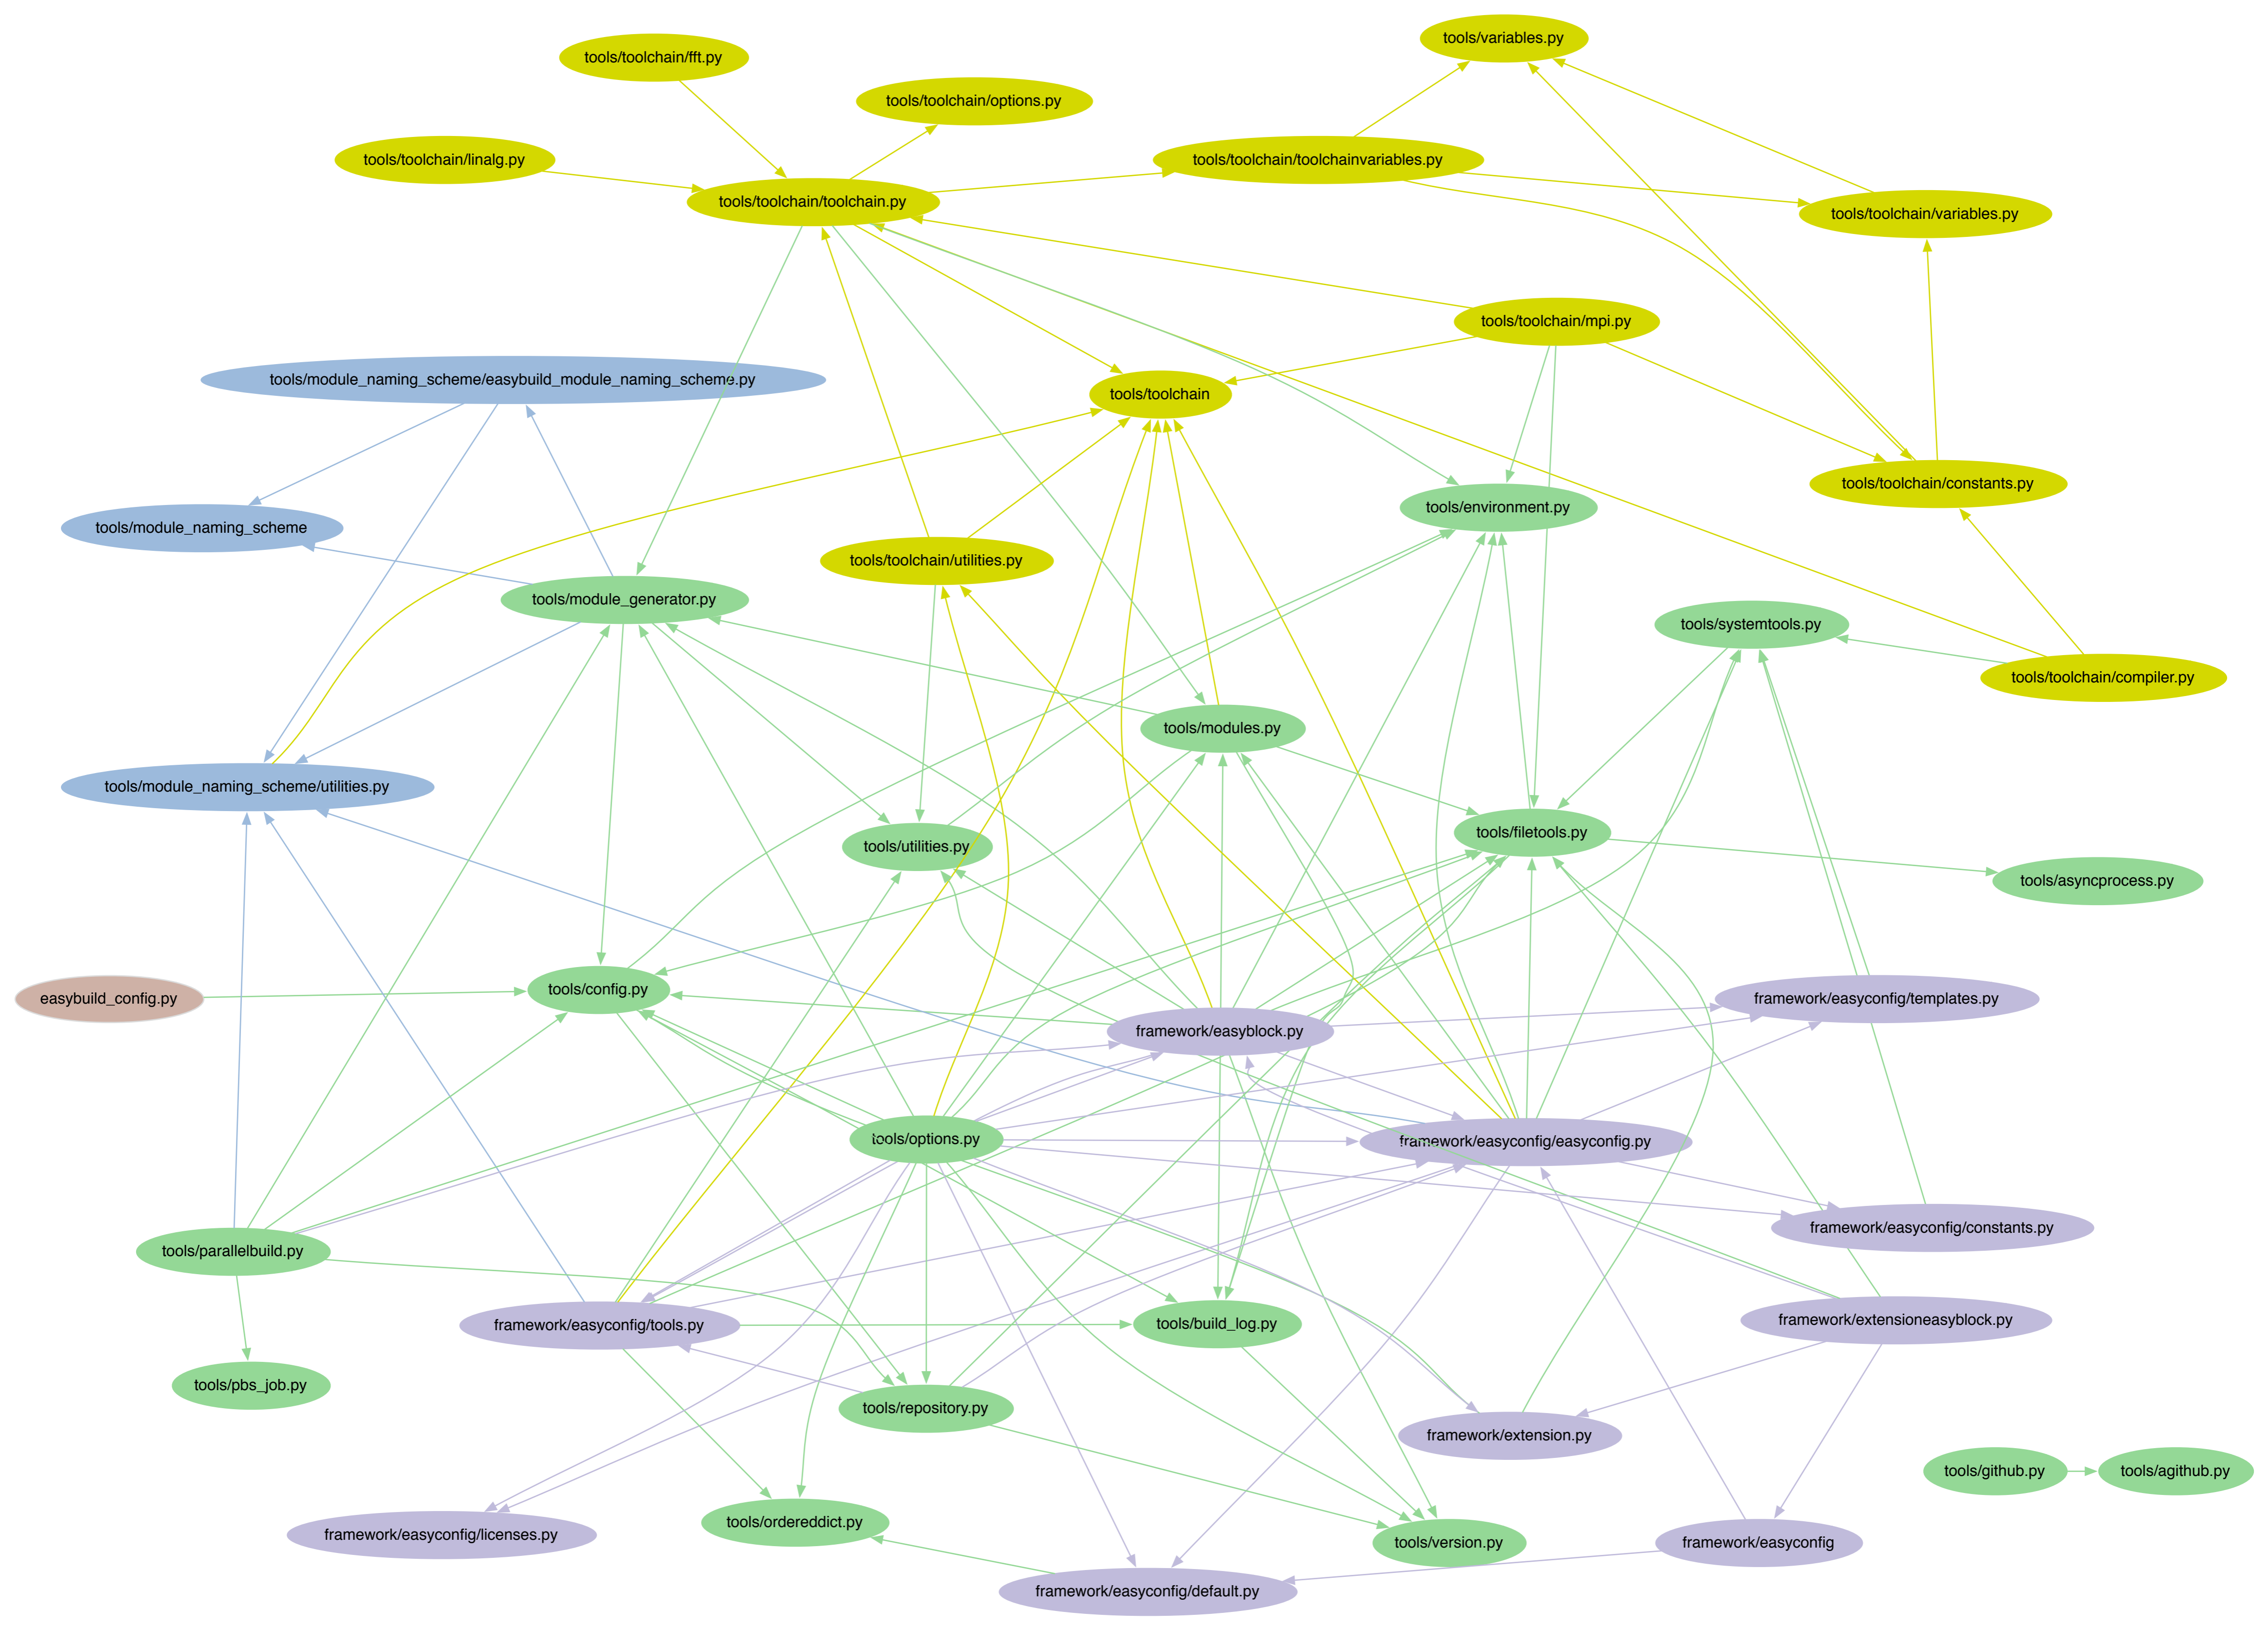 tools/variables.py
tools/toolchain/fft.py
tools/toolchain/options.py
tools/toolchain/linalg.py
tools/toolchain/toolchainvariables.py
tools/toolchain/toolchain.py
tools/toolchain/variables.py
tools/toolchain/mpi.py
tools/module_naming_scheme/easybuild_module_naming_scheme.py
tools/toolchain
tools/toolchain/constants.py
tools/environment.py
tools/module_naming_scheme
tools/toolchain/utilities.py
tools/module_generator.py
tools/systemtools.py
tools/toolchain/compiler.py
tools/modules.py
tools/module_naming_scheme/utilities.py
tools/filetools.py
tools/utilities.py
tools/asyncprocess.py
tools/config.py
easybuild_config.py
framework/easyconfig/templates.py
framework/easyblock.py
tools/options.py
framework/easyconfig/easyconfig.py
framework/easyconfig/constants.py
tools/parallelbuild.py
framework/extensioneasyblock.py
tools/build_log.py
framework/easyconfig/tools.py
tools/pbs_job.py
tools/repository.py
framework/extension.py
tools/github.py
tools/agithub.py
tools/ordereddict.py
framework/easyconfig/licenses.py
tools/version.py
framework/easyconfig
framework/easyconfig/default.py